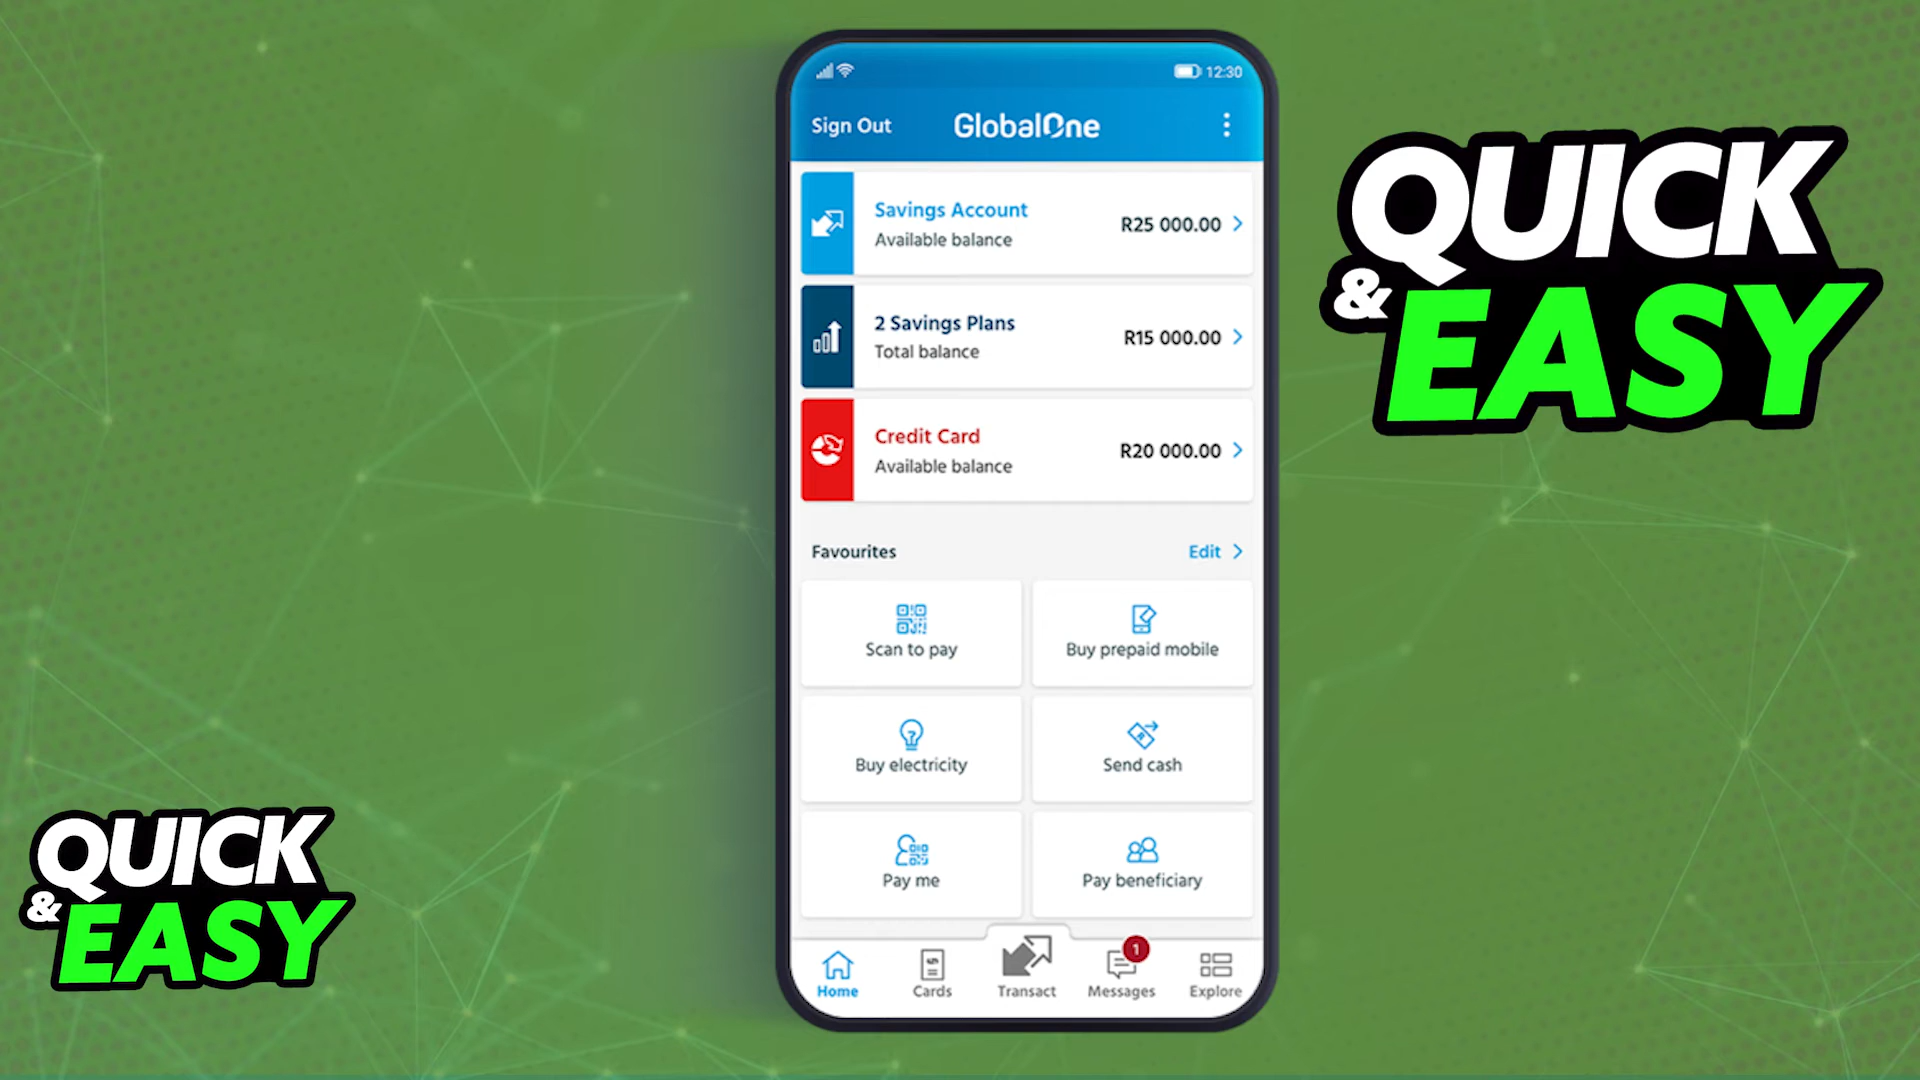 12:30
Sign Out
GlobalOne
Savings Account
Available balance
R25 000.00
2 Savings Plans
Total balance
R15 000.00
Credit Card
Available balance
R20 000.00
Favourites
Edit
Scan to pay
Buy prepaid mobile
Buy electricity
Send cash
Pay me
Pay beneficiary
Home
Cards
Transact
1
Messages
Explore
QUICK
& EASY
QUICK
& EASY